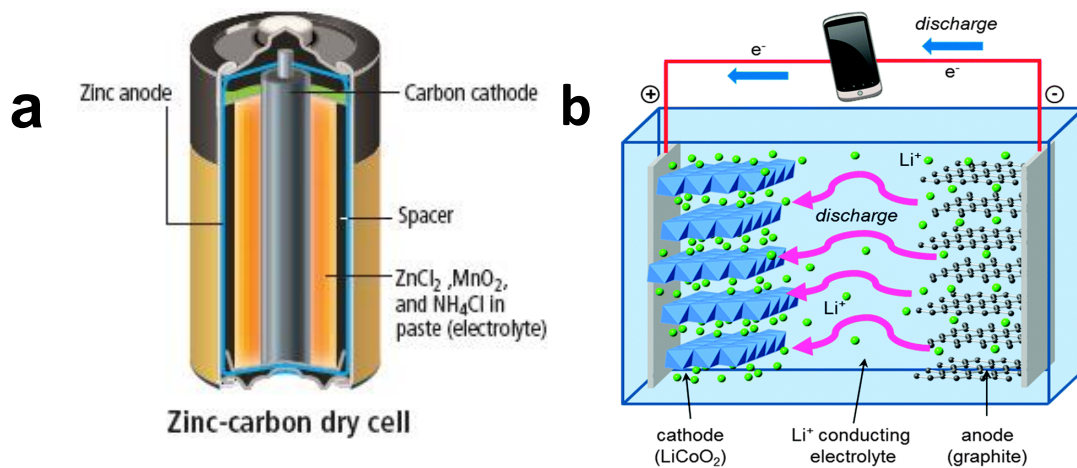 a
Zinc anode
Carbon cathode
Spacer
ZnCl₂ ,MnO₂,
and NH₄Cl in
paste (electrolyte)
Zinc-carbon dry cell
b
discharge
e⁻
e⁻
+
-
Li⁺
discharge
Li⁺
cathode
(LiCoO₂)
Li⁺ conducting
electrolyte
anode
(graphite)